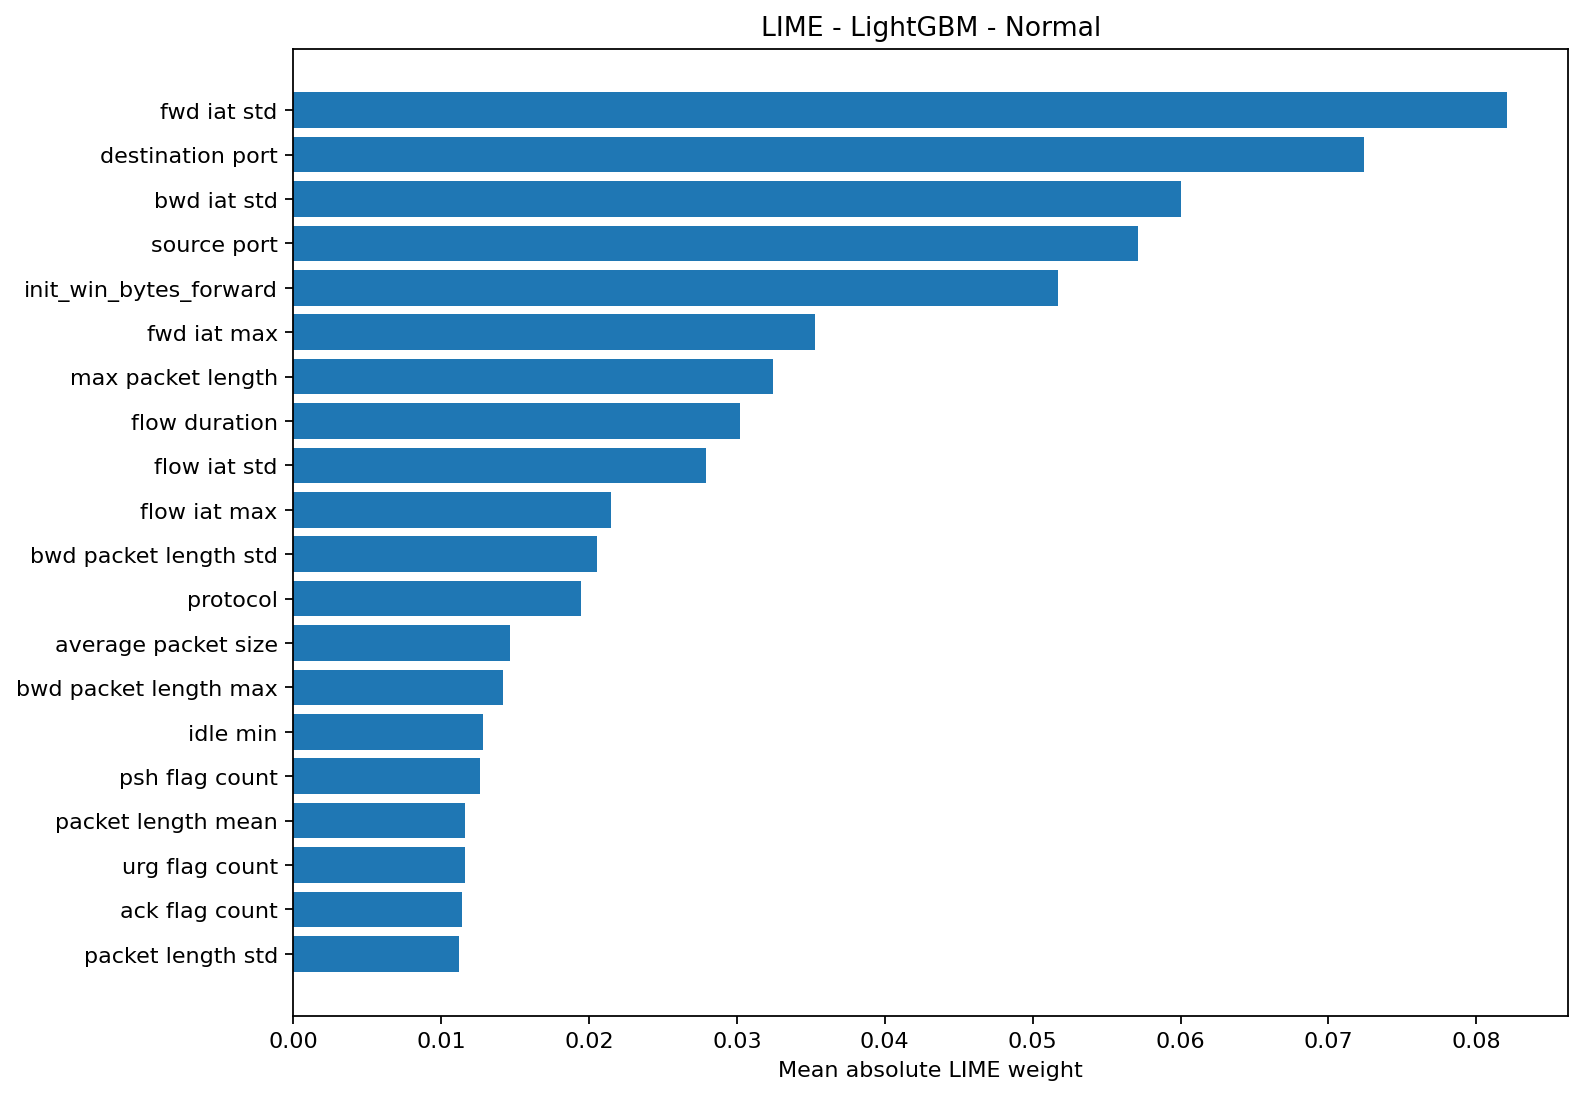 LIME - LightGBM - Normal
fwd iat std
destination port
bwd iat std
source port
init_win_bytes_forward
fwd iat max
max packet length
flow duration
flow iat std
flow iat max
bwd packet length std
protocol
average packet size
bwd packet length max
idle min
psh flag count
packet length mean
urg flag count
ack flag count
packet length std
0.00 0.01 0.02 0.03 0.04 0.05 0.06 0.07 0.08
Mean absolute LIME weight